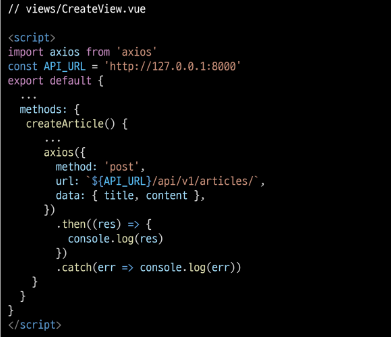 // views/CreateView.vue
<script>
import axios from 'axios'
const API_URL = 'http://127.0.0.1:8000'
export default {
...
methods: {
createArticle() {
...
axios({
method: 'post',
url: `${API_URL}/api/v1/articles/`,
data: { title, content },
})
.then((res) => {
console.log(res)
})
.catch(err => console.log(err))
}
}
}
</script>